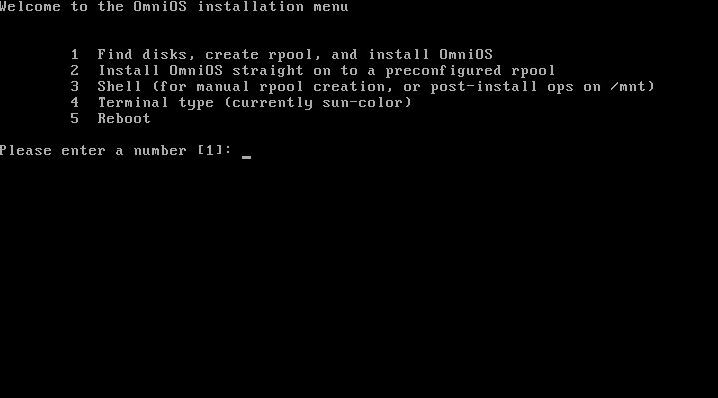 Welcome to the OmniOS installation menu
1 Find disks, create rpool, and install OmniOS
2 Install OmniOS straight on to a preconfigured rpool
3 Shell (for manual rpool creation, or post-install ops on /mnt)
4 Terminal type (currently sun-color)
5 Reboot
Please enter a number [1]: _